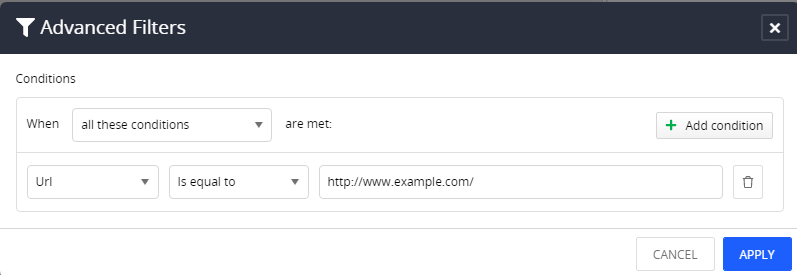 Advanced Filters
Conditions
When all these conditions are met: Add condition
Url Is equal to http://www.example.com/
CANCEL APPLY